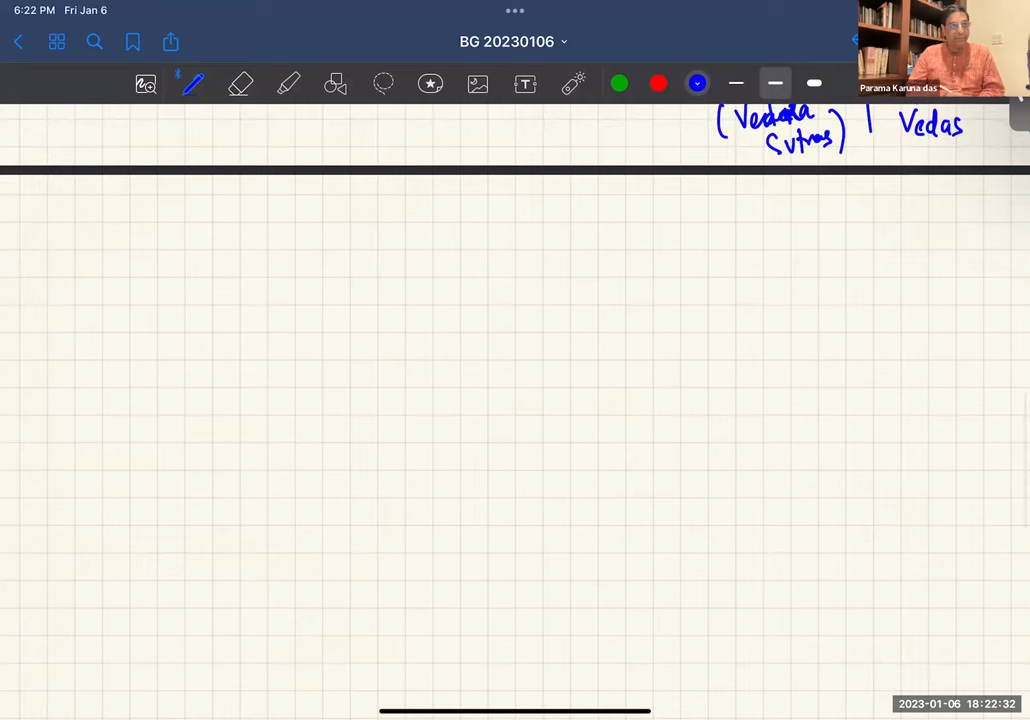 6:22 PM Fri Jan 6
BG 20230106
T
Parama Karuna das
(Vedanta | Vedas
Sutras)
2023-01-06 18:22:32